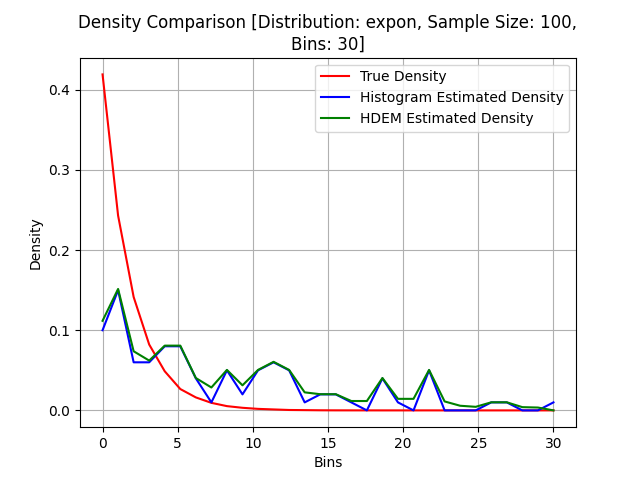 Density Comparison [Distribution: expon, Sample Size: 100,
Bins: 30]
True Density
Histogram Estimated Density
HDEM Estimated Density
Density
0.4
0.3
0.2
0.1
0.0
0 5 10 15 20 25 30
Bins